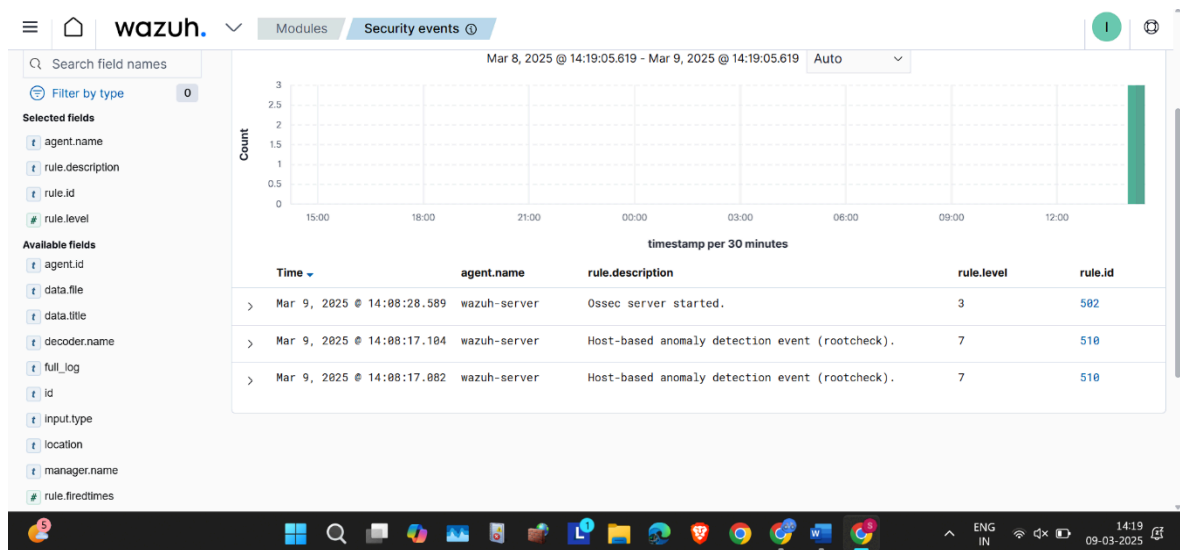 wazuh.
Modules
Security events
I
Search field names
Filter by type 0
Selected fields
t agent.name
t rule.description
t rule.id
# rule.level
Available fields
t agent.id
t data.file
t data.title
t decoder.name
t full_log
t id
t input.type
t location
t manager.name
# rule.firedtimes
Mar 8, 2025 @ 14:19:05.619 - Mar 9, 2025 @ 14:19:05.619 Auto
Count
3
2.5
2
1.5
1
0.5
0
15:00 18:00 21:00 00:00 03:00 06:00 09:00 12:00
timestamp per 30 minutes
Time agent.name rule.description rule.level rule.id
Mar 9, 2025 @ 14:08:28.589 wazuh-server Ossec server started. 3 502
Mar 9, 2025 @ 14:08:17.104 wazuh-server Host-based anomaly detection event (rootcheck). 7 510
Mar 9, 2025 @ 14:08:17.082 wazuh-server Host-based anomaly detection event (rootcheck). 7 510
5
L 1
W
S
ENG
IN
14:19
09-03-2025